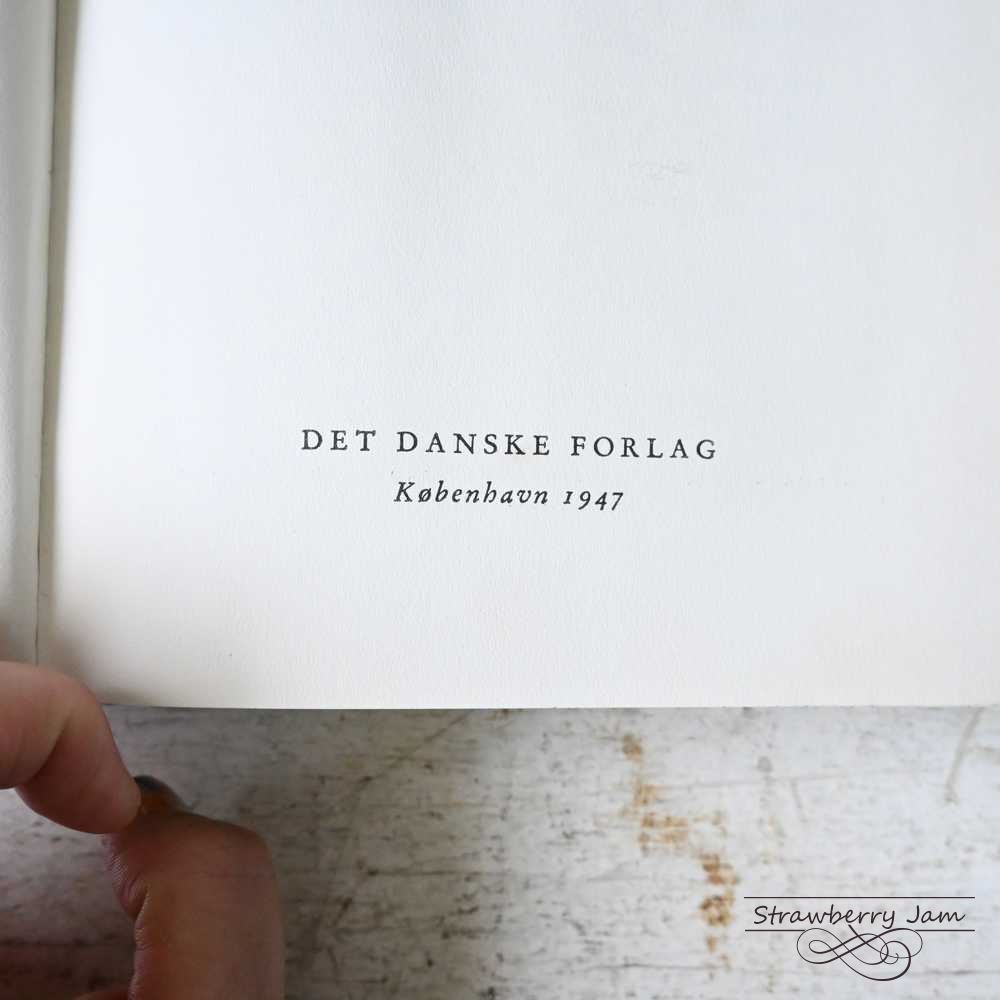 DET DANSKE FORLAG
København 1947
Strawberry Jam